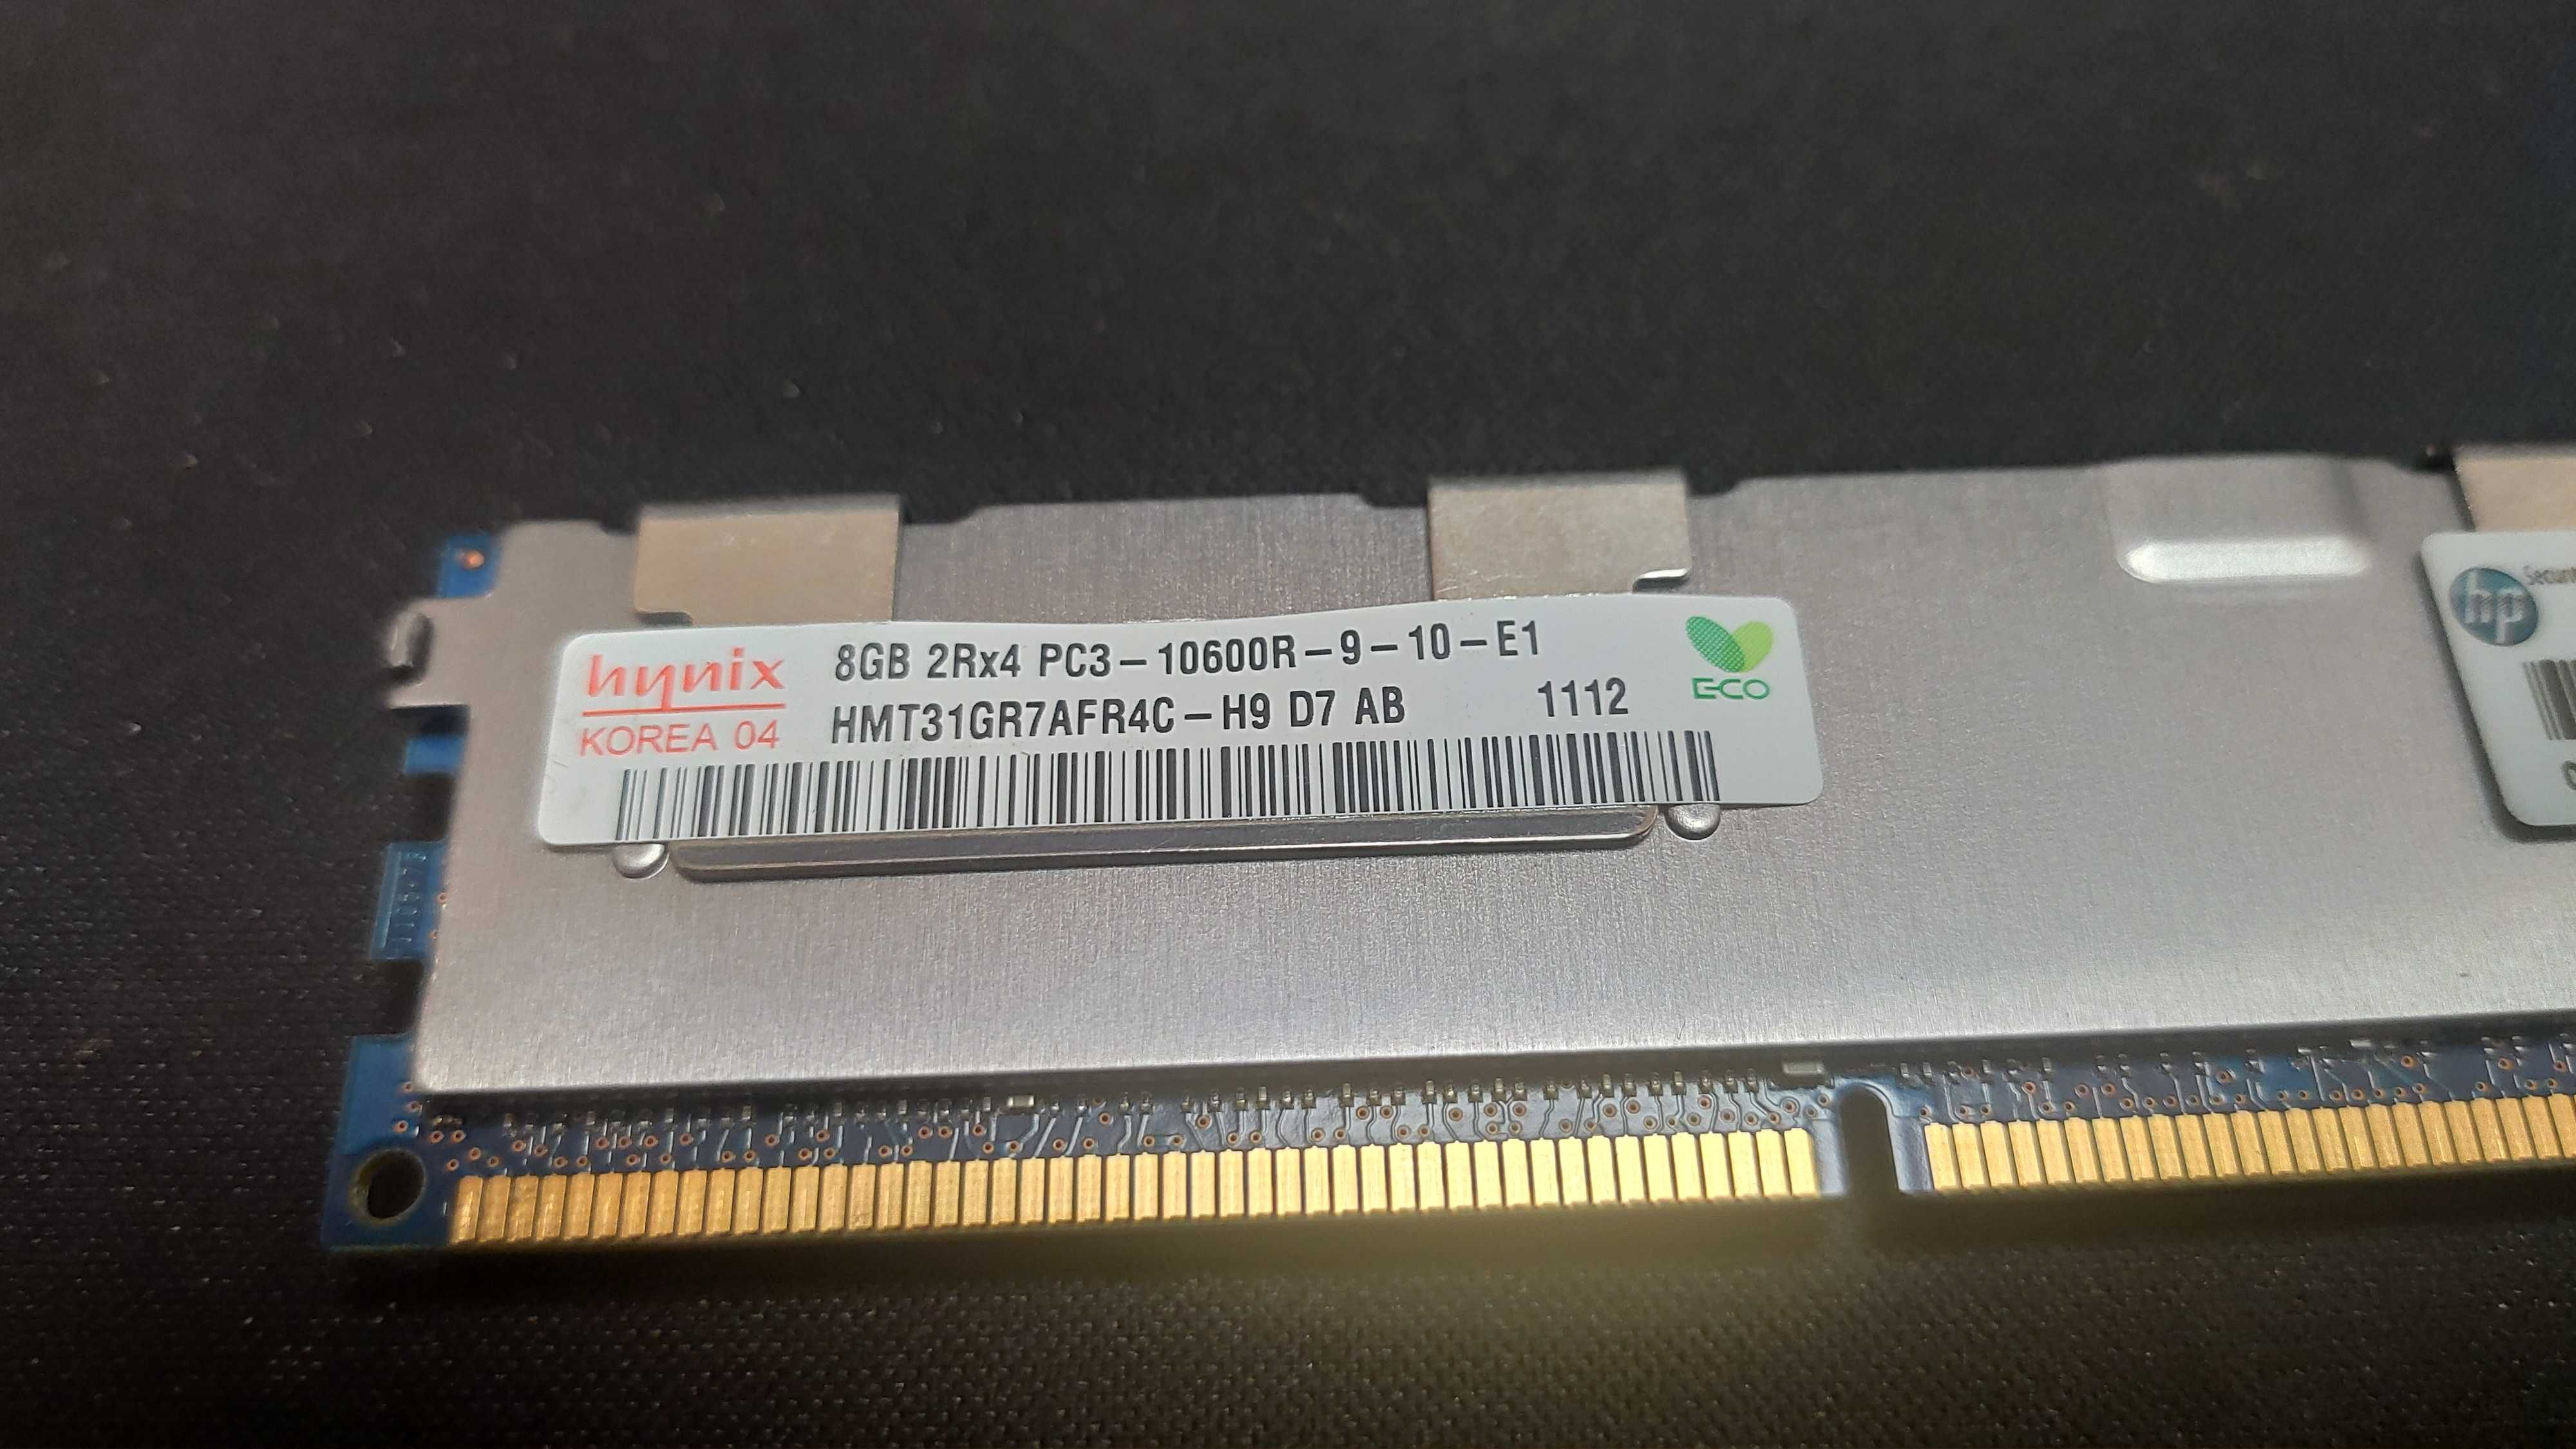 hynix
KOREA 04
8GB 2Rx4 PC3-10600R-9-10-E1
HMT31GR7AFR4C-H9 D7 AB 1112
ECO
hp